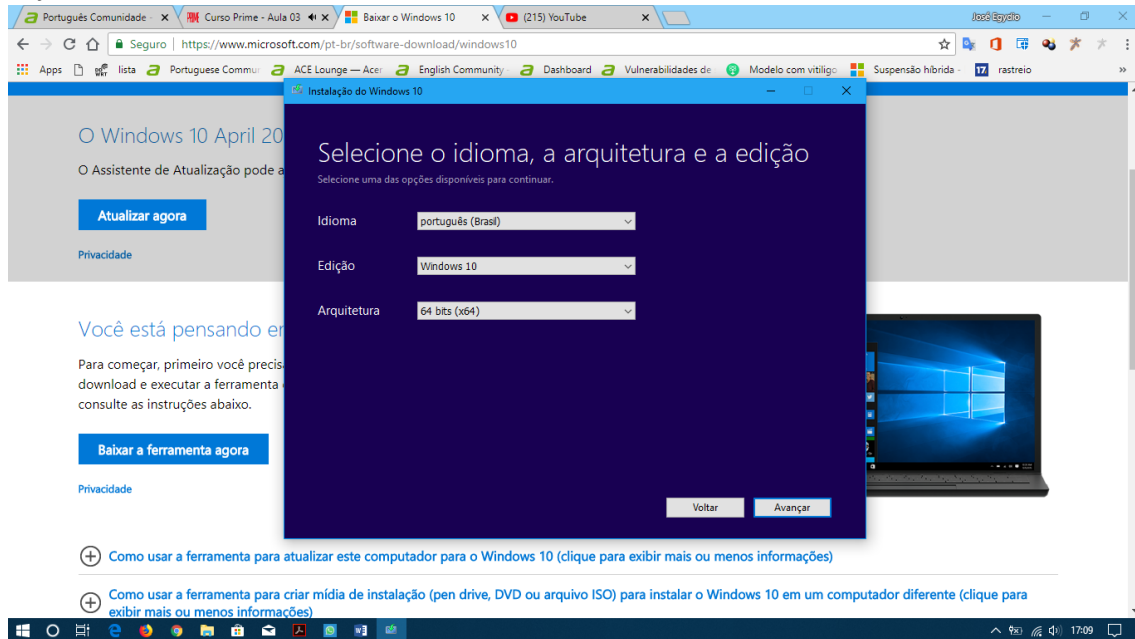 Português Comunidade
Curso Prime - Aula 03
Baixar o Windows 10
(215) YouTube
José Egydio
Seguro
https://www.microsoft.com/pt-br/software-download/windows10
Apps
lista
Portuguese Commun
ACE Lounge — Acer
English Community -
Dashboard
Vulnerabilidades de
Modelo com vitiligo
Suspensão híbrida -
17
rastreio
»
O Windows 10 April 20
O Assistente de Atualização pode a
Atualizar agora
Privacidade
Instalação do Windows 10
Selecione o idioma, a arquitetura e a edição
Selecione uma das opções disponíveis para continuar.
Idioma
português (Brasil)
Edição
Windows 10
Arquitetura
64 bits (x64)
Voltar
Avançar
Você está pensando e
Para começar, primeiro você precis
download e executar a ferramenta
consulte as instruções abaixo.
Baixar a ferramenta agora
Privacidade
Como usar a ferramenta para atualizar este computador para o Windows 10 (clique para exibir mais ou menos informações)
Como usar a ferramenta para criar mídia de instalação (pen drive, DVD ou arquivo ISO) para instalar o Windows 10 em um computador diferente (clique para
exibir mais ou menos informações)
17:09